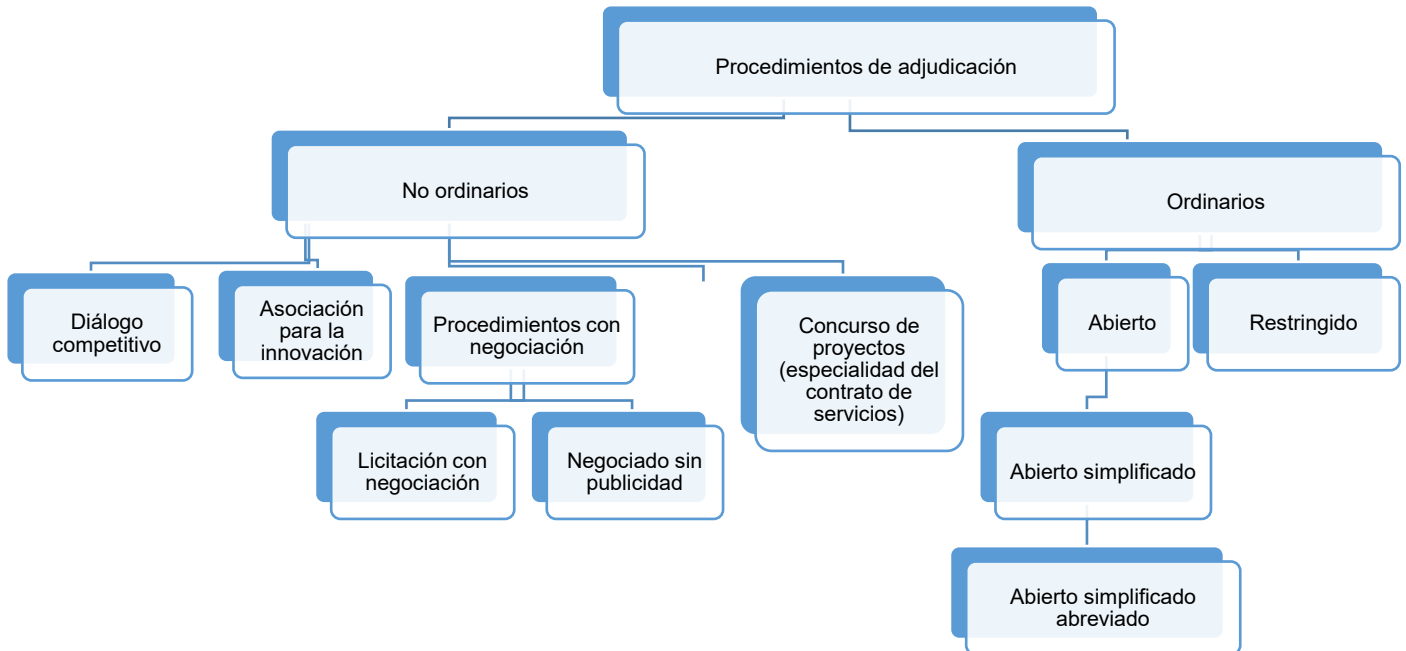 Procedimientos de adjudicación
No ordinarios
Ordinarios
Diálogo
competitivo
Asociación
para la
innovación
Procedimientos con
negociación
Concurso de
proyectos
(especialidad del
contrato de
servicios)
Abierto
Restringido
Licitación con
negociación
Negociado sin
publicidad
Abierto simplificado
Abierto simplificado
abreviado